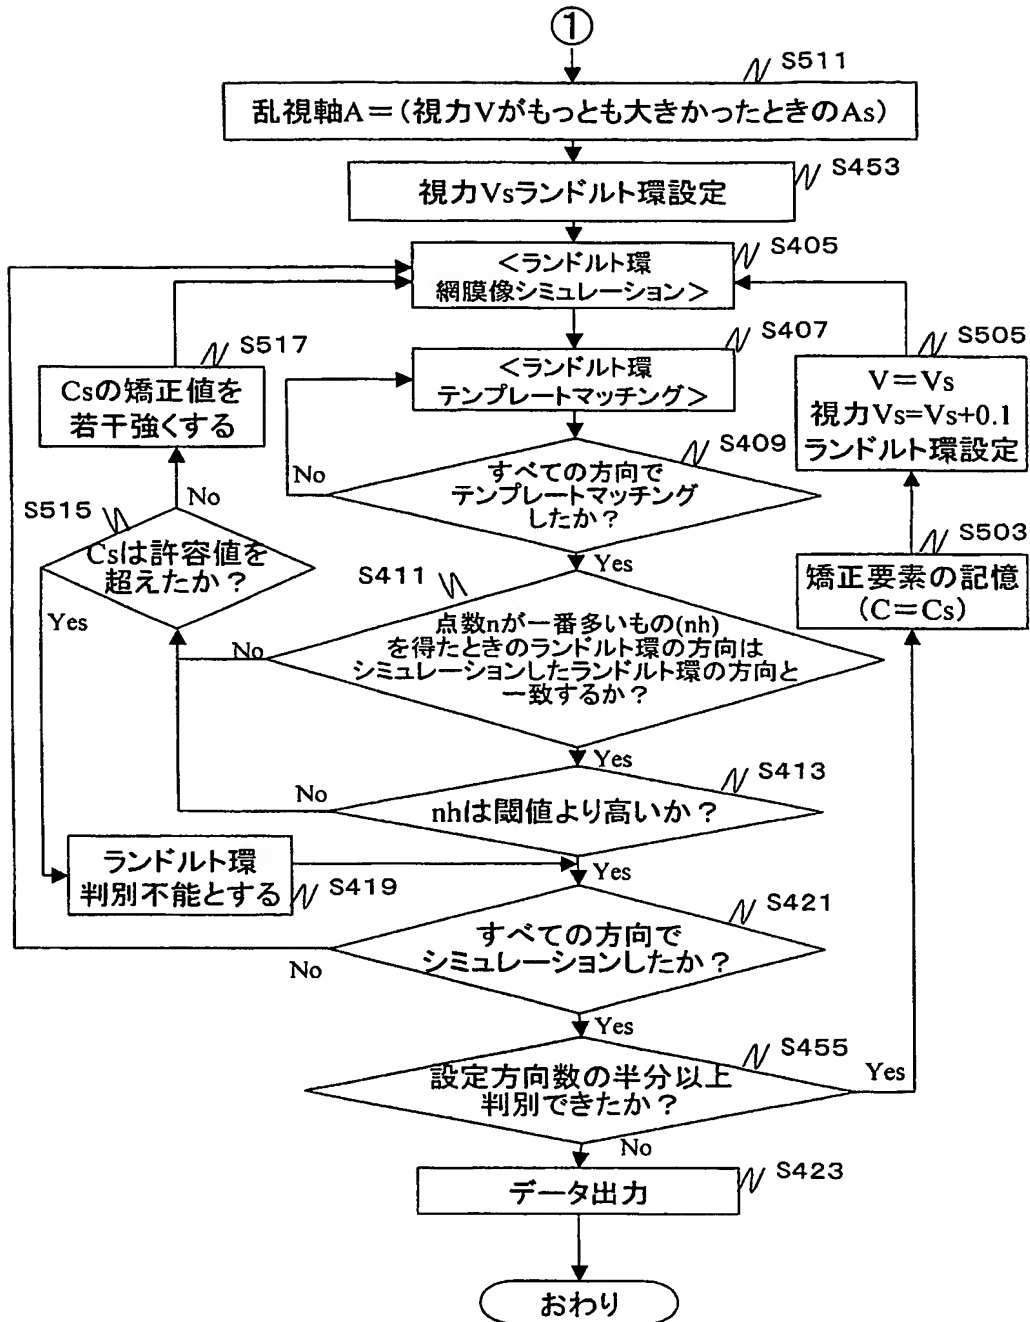 ①
S511
乱視軸A=(視力Vがもっとも大きかったときのAs)
S453
視力Vsランドルト環設定
S405
<ランドルト環
網膜像シミュレーション>
S407
<ランドルト環
テンプレートマッチング>
S517
Csの矯正値を
若干強くする
S505
V=Vs
視力Vs=Vs+0.1
ランドルト環設定
S409
すべての方向で
テンプレートマッチング
したか?
No
Yes
S515
Csは許容値を
超えたか?
No
Yes
S503
矯正要素の記憶
(C=Cs)
S411
点数nが一番多いもの(nh)
を得たときのランドルト環の方向は
シミュレーションしたランドルト環の方向と
一致するか?
No
Yes
S413
nhは閾値より高いか?
No
Yes
ランドルト環
判別不能とする
S419
S421
すべての方向で
シミュレーションしたか?
No
Yes
S455
設定方向数の半分以上
判別できたか?
Yes
No
S423
データ出力
おわり